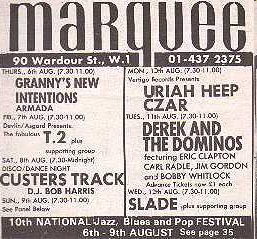 marquee
90 Wardour St., W.1 01-437 2375
THURS., 6th AUG. (7.30-11.00)
GRANNY'S NEW
INTENTIONS
ARMADA
FRI., 7th AUG. (7.30-11.00)
Devlin/Asgard Presents:
The fabulous
T.2 plus
supporting group
SAT., 8th AUG. (7.30-Midnight)
DISCO/DANCE NIGHT
CUSTERS TRACK
D.J. BOB HARRIS
SUN., 9th AUG. (7.30-11.00)
See Panel Below
MON., 10th AUG. (7.30-11.00)
Vertigo Records Present:
URIAH HEEP
CZAR
TUES., 11th AUG. (7.30-11.00)
DEREK AND
THE DOMINOS
featuring ERIC CLAPTON
CARL RADLE, JIM GORDON
and BOBBY WHITLOCK
Advance Tickets now £1 each
WED., 12th AUG. (7.30-11.00)
SLADE plus supporting group
10th NATIONAL Jazz, Blues and Pop FESTIVAL
6th - 9th AUGUST See page 35